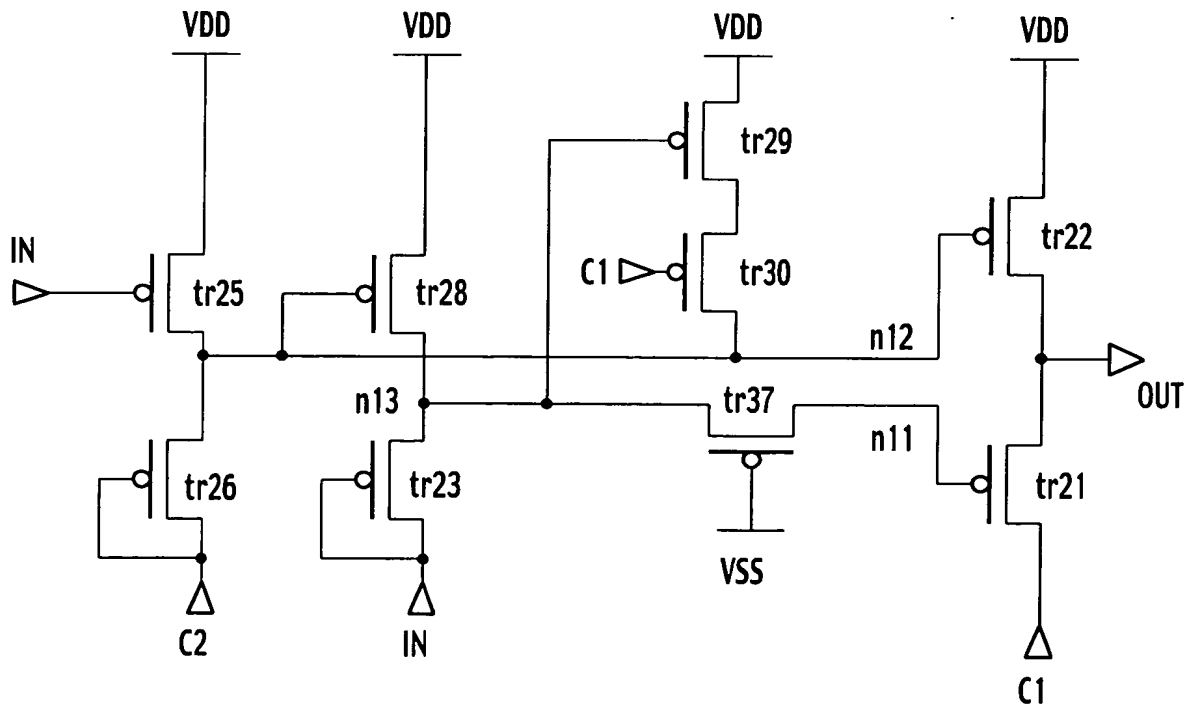 VDD VDD VDD VDD
tr29
IN
tr22
C1
tr25 tr28 tr30
n12
n13 tr37 OUT
n11
tr26 tr23 tr21
VSS
C2 IN
C1